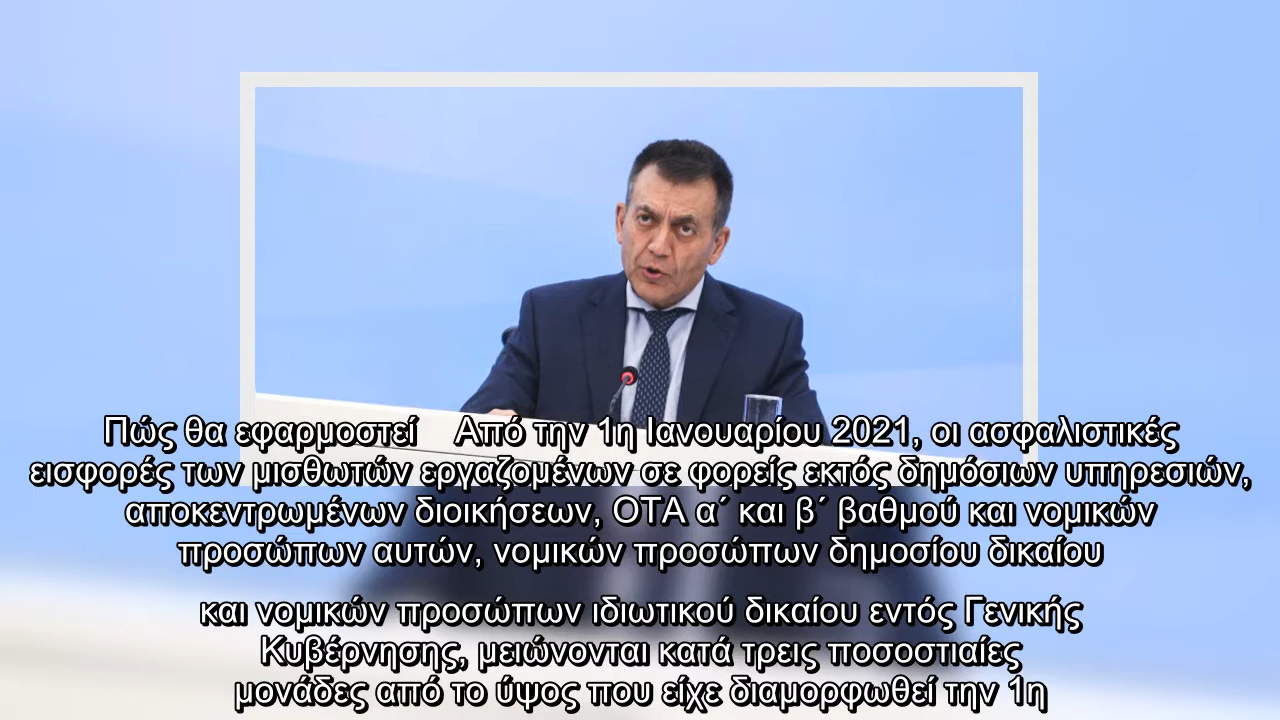 Πώς θα εφαρμοστεί    Από την 1η Ιανουαρίου 2021, οι ασφαλιστικές
εισφορές των μισθωτών εργαζομένων σε φορείς εκτός δημόσιων υπηρεσιών,
αποκεντρωμένων διοικήσεων, ΟΤΑ α΄ και β΄ βαθμού και νομικών
προσώπων αυτών, νομικών προσώπων δημοσίου δικαίου
και νομικών προσώπων ιδιωτικού δικαίου εντός Γενικής
Κυβέρνησης, μειώνονται κατά τρεις ποσοστιαίες
μονάδες από το ύψος που είχε διαμορφωθεί την 1η